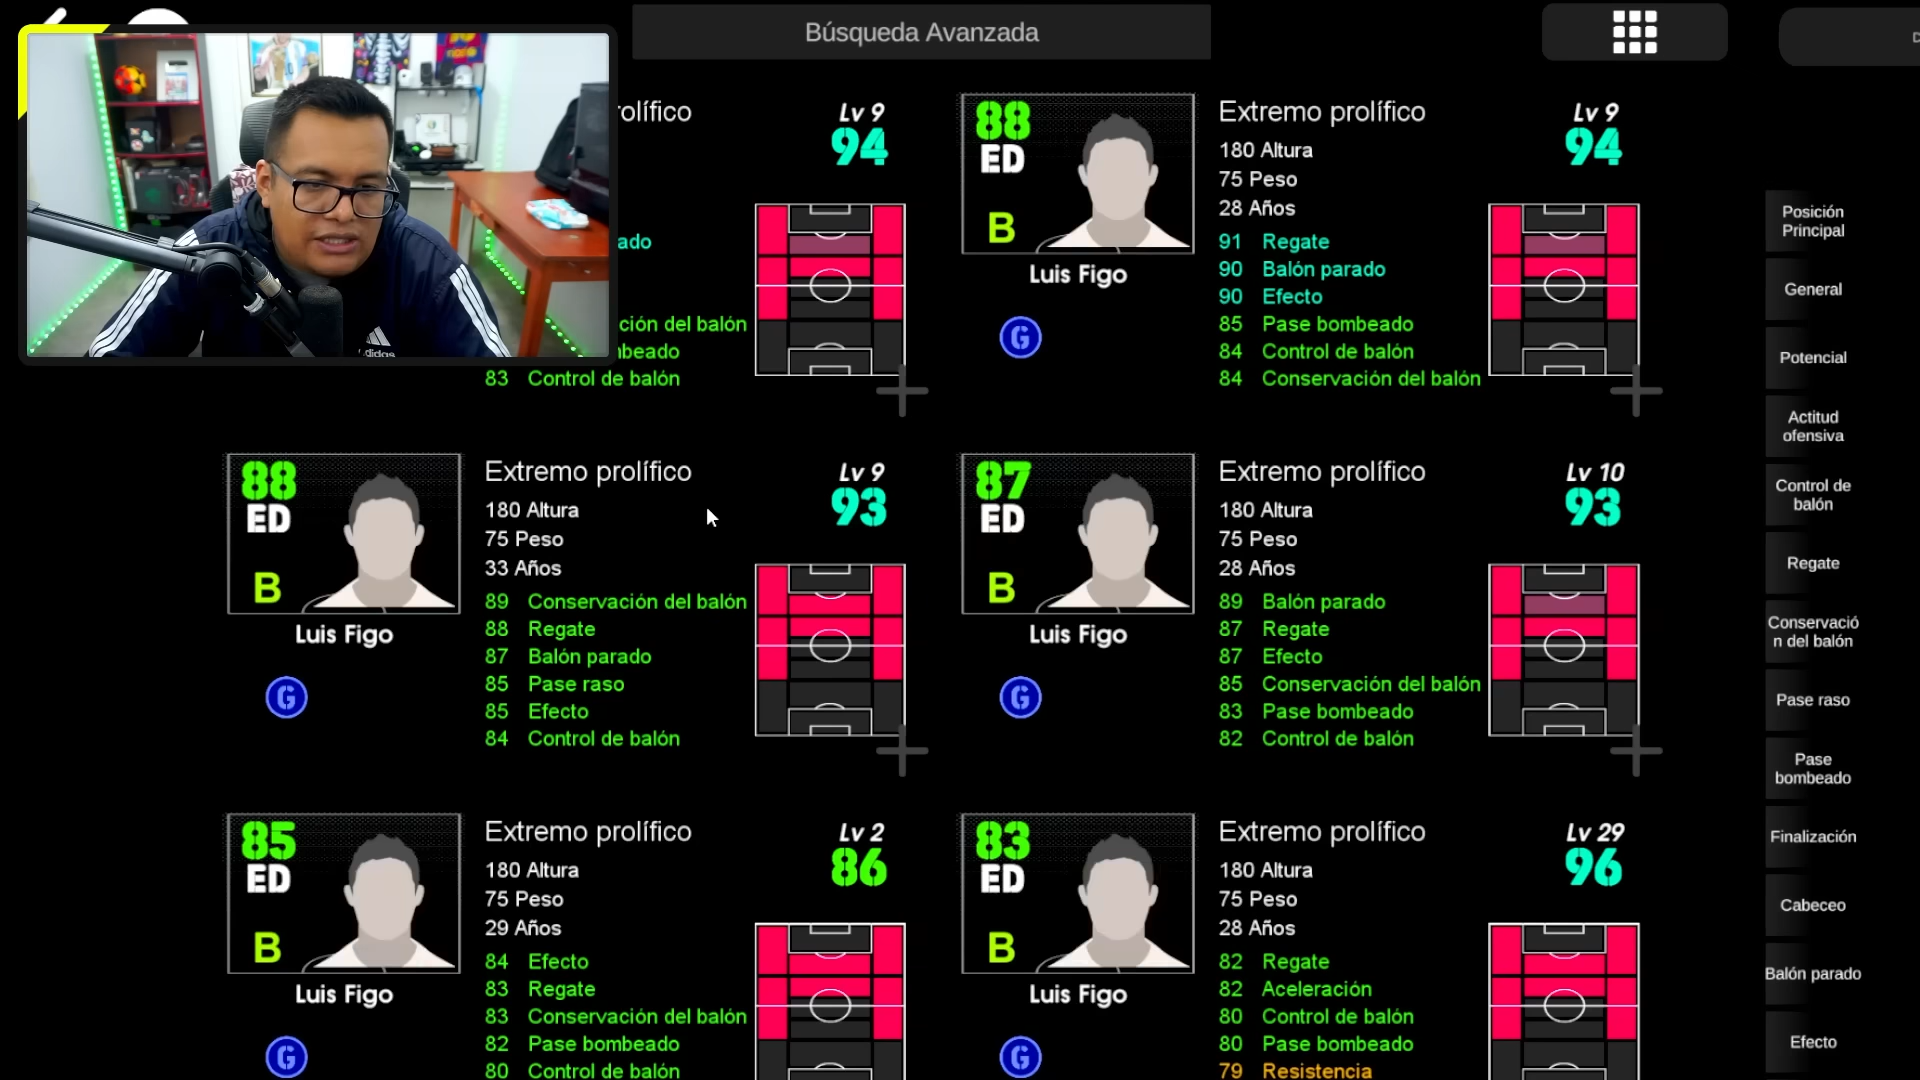 Búsqueda Avanzada
olífico
Lv 9
94
ado
ción del balón
beado
83 Control de balón
88
ED
B
Luis Figo
G
Extremo prolífico
180 Altura
75 Peso
28 Años
91 Regate
90 Balón parado
90 Efecto
85 Pase bombeado
84 Control de balón
84 Conservación del balón
Lv 9
94
88
ED
B
Luis Figo
G
Extremo prolífico
180 Altura
75 Peso
33 Años
89 Conservación del balón
88 Regate
87 Balón parado
85 Pase raso
85 Efecto
84 Control de balón
Lv 9
93
87
ED
B
Luis Figo
G
Extremo prolífico
180 Altura
75 Peso
28 Años
89 Balón parado
87 Regate
87 Efecto
85 Conservación del balón
83 Pase bombeado
82 Control de balón
Lv 10
93
85
ED
B
Luis Figo
G
Extremo prolífico
180 Altura
75 Peso
29 Años
84 Efecto
83 Regate
83 Conservación del balón
82 Pase bombeado
80 Control de balón
Lv 2
86
83
ED
B
Luis Figo
G
Extremo prolífico
180 Altura
75 Peso
28 Años
82 Regate
82 Aceleración
80 Control de balón
80 Pase bombeado
79 Resistencia
Lv 29
96
Posición
Principal
General
Potencial
Actitud
ofensiva
Control de
balón
Regate
Conservació
n del balón
Pase raso
Pase
bombeado
Finalización
Cabeceo
Balón parado
Efecto
adidas